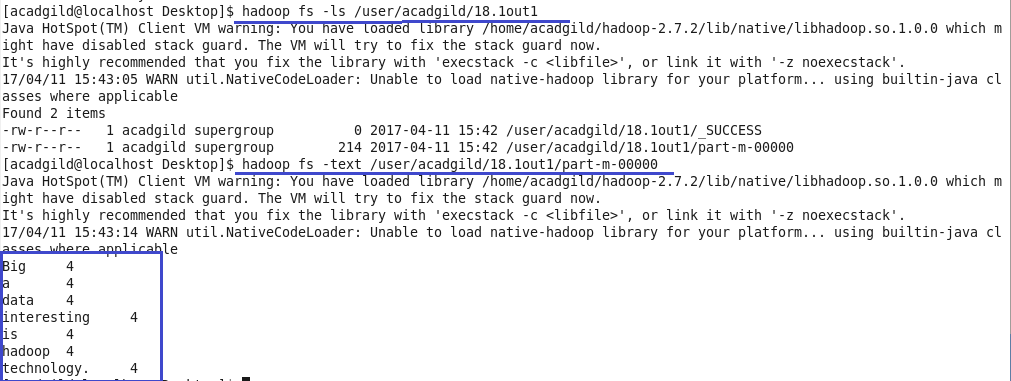 [acadgild@localhost Desktop]$ hadoop fs -ls /user/acadgild/18.1out1
Java HotSpot(TM) Client VM warning: You have loaded library /home/acadgild/hadoop-2.7.2/lib/native/libhadoop.so.1.0.0 which m
ight have disabled stack guard. The VM will try to fix the stack guard now.
It's highly recommended that you fix the library with 'execstack -c <libfile>', or link it with '-z noexecstack'.
17/04/11 15:43:05 WARN util.NativeCodeLoader: Unable to load native-hadoop library for your platform... using builtin-java cl
asses where applicable
Found 2 items
-rw-r--r--   1 acadgild supergroup          0 2017-04-11 15:42 /user/acadgild/18.1out1/_SUCCESS
-rw-r--r--   1 acadgild supergroup        214 2017-04-11 15:42 /user/acadgild/18.1out1/part-m-00000
[acadgild@localhost Desktop]$ hadoop fs -text /user/acadgild/18.1out1/part-m-00000
Java HotSpot(TM) Client VM warning: You have loaded library /home/acadgild/hadoop-2.7.2/lib/native/libhadoop.so.1.0.0 which m
ight have disabled stack guard. The VM will try to fix the stack guard now.
It's highly recommended that you fix the library with 'execstack -c <libfile>', or link it with '-z noexecstack'.
17/04/11 15:43:14 WARN util.NativeCodeLoader: Unable to load native-hadoop library for your platform... using builtin-java cl
asses where applicable
Big     4
a       4
data    4
interesting     4
is      4
hadoop  4
technology.     4